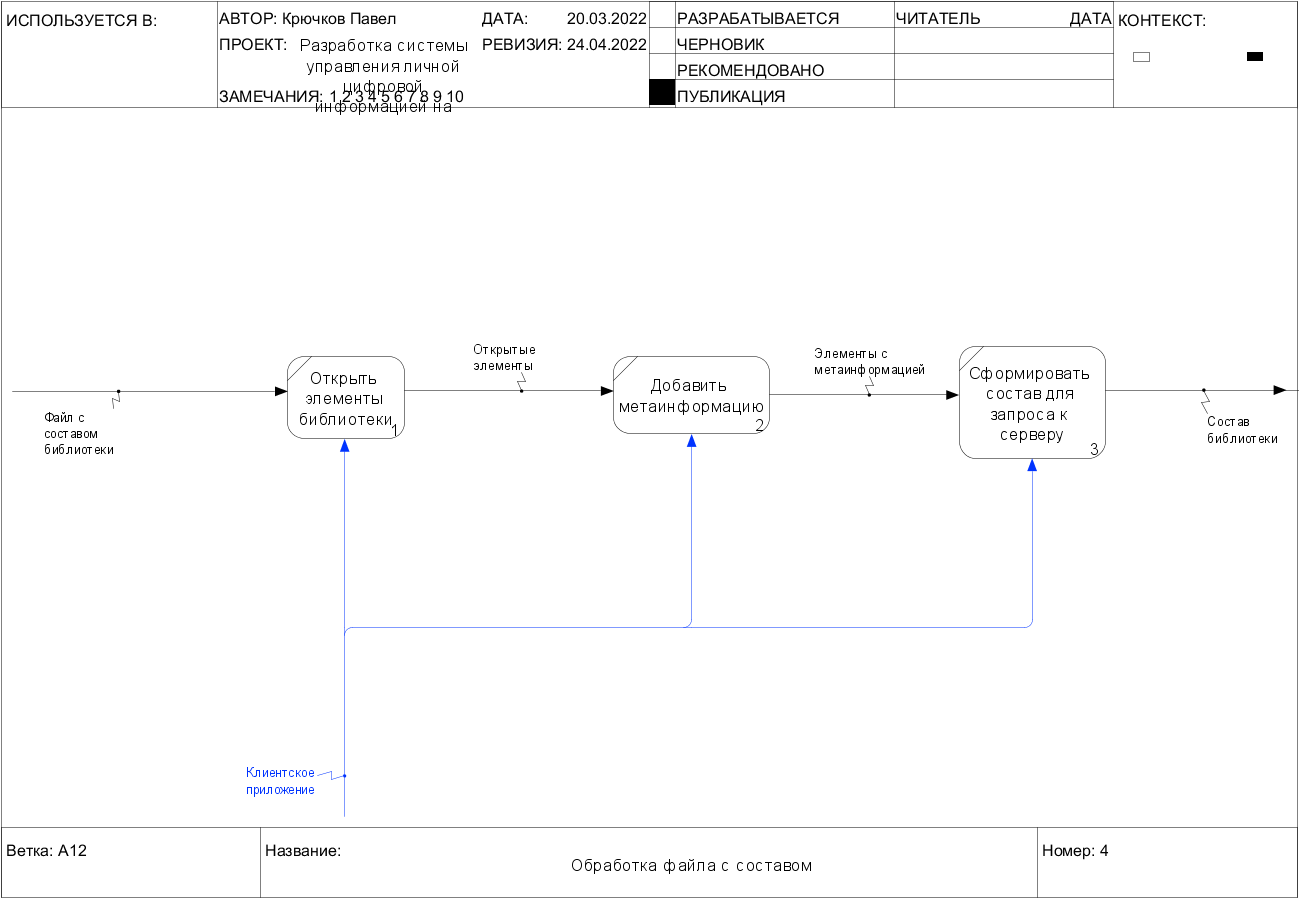 ИСПОЛЬЗУЕТСЯ В:
АВТОР: Крючков Павел
ДАТА: 20.03.2022
ПРОЕКТ: Разработка системы
управления личной
цифровой
информацией на
РЕВИЗИЯ: 24.04.2022
ЗАМЕЧАНИЯ: 1 2 3 4 5 6 7 8 9 10
РАЗРАБАТЫВАЕТСЯ
ЧЕРНОВИК
РЕКОМЕНДОВАНО
ПУБЛИКАЦИЯ
ЧИТАТЕЛЬ ДАТА
КОНТЕКСТ:
Файл с
составом
библиотеки
Открыть
элементы
библиотеки
1
Открытые
элементы
Добавить
метаинформацию
2
Элементы с
метаинформацией
Сформировать
состав для
запроса к
серверу
3
Состав
библиотеки
Клиентское
приложение
Ветка: A12
Название:
Обработка файла с составом
Номер: 4